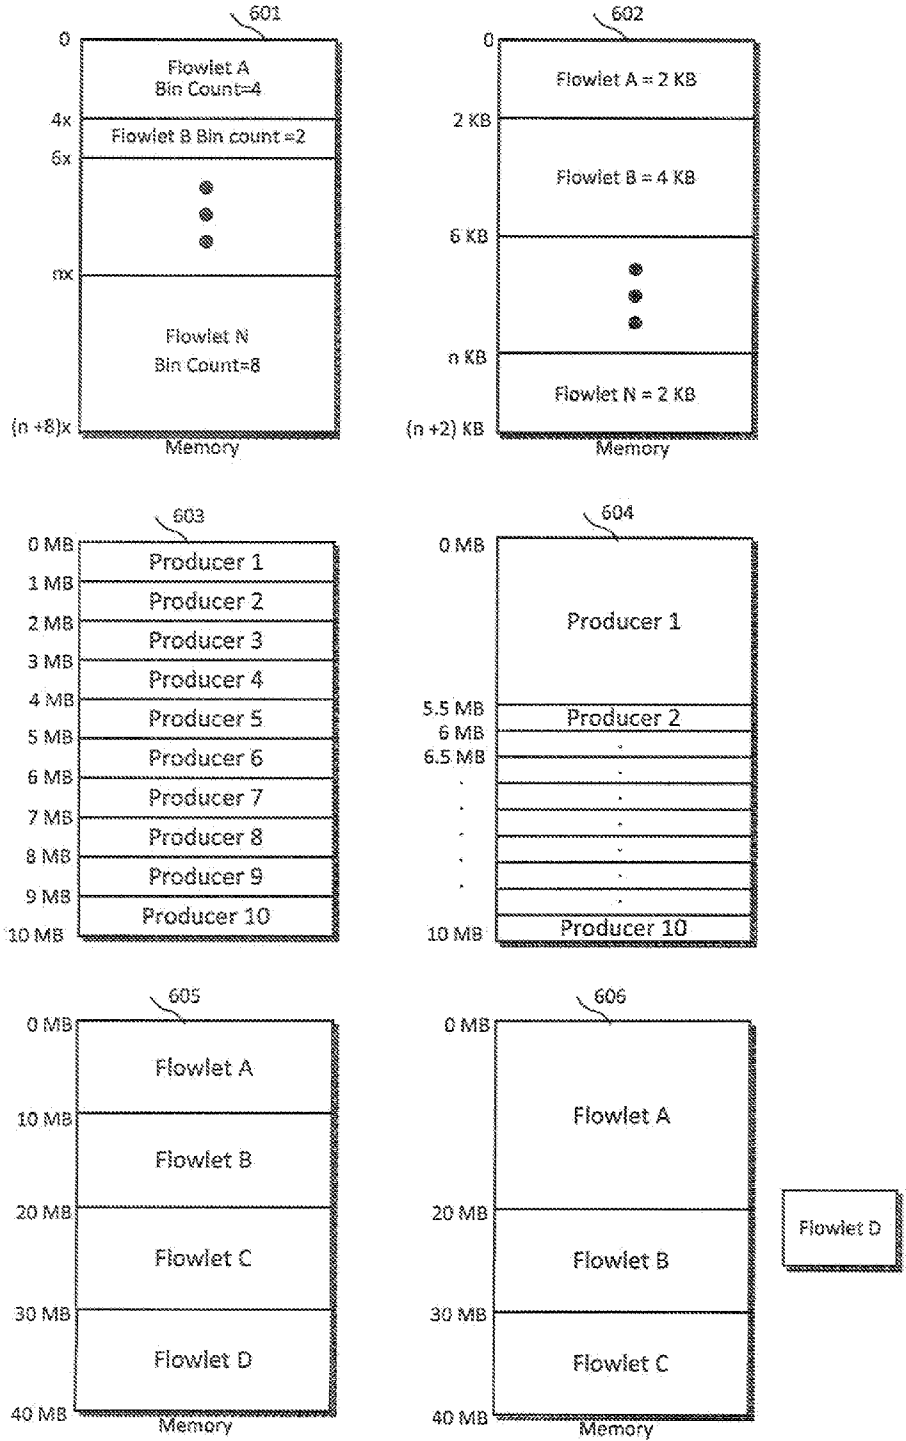 601
0
Flowlet A
Bin Count=4
4x
Flowlet B Bin count =2
6x
nx
Flowlet N
Bin Count=8
(n +8)x
Memory
602
0
Flowlet A = 2 KB
2 KB
Flowlet B = 4 KB
6 KB
n KB
Flowlet N = 2 KB
(n +2) KB
Memory
603
0 MB
Producer 1
1 MB
Producer 2
2 MB
Producer 3
3 MB
Producer 4
4 MB
Producer 5
5 MB
Producer 6
6 MB
Producer 7
7 MB
Producer 8
8 MB
Producer 9
9 MB
Producer 10
10 MB
604
0 MB
Producer 1
5.5 MB
Producer 2
6 MB
6.5 MB
Producer 10
10 MB
605
0 MB
Flowlet A
10 MB
Flowlet B
20 MB
Flowlet C
30 MB
Flowlet D
40 MB
Memory
606
0 MB
Flowlet A
20 MB
Flowlet B
30 MB
Flowlet C
40 MB
Memory
Flowlet D